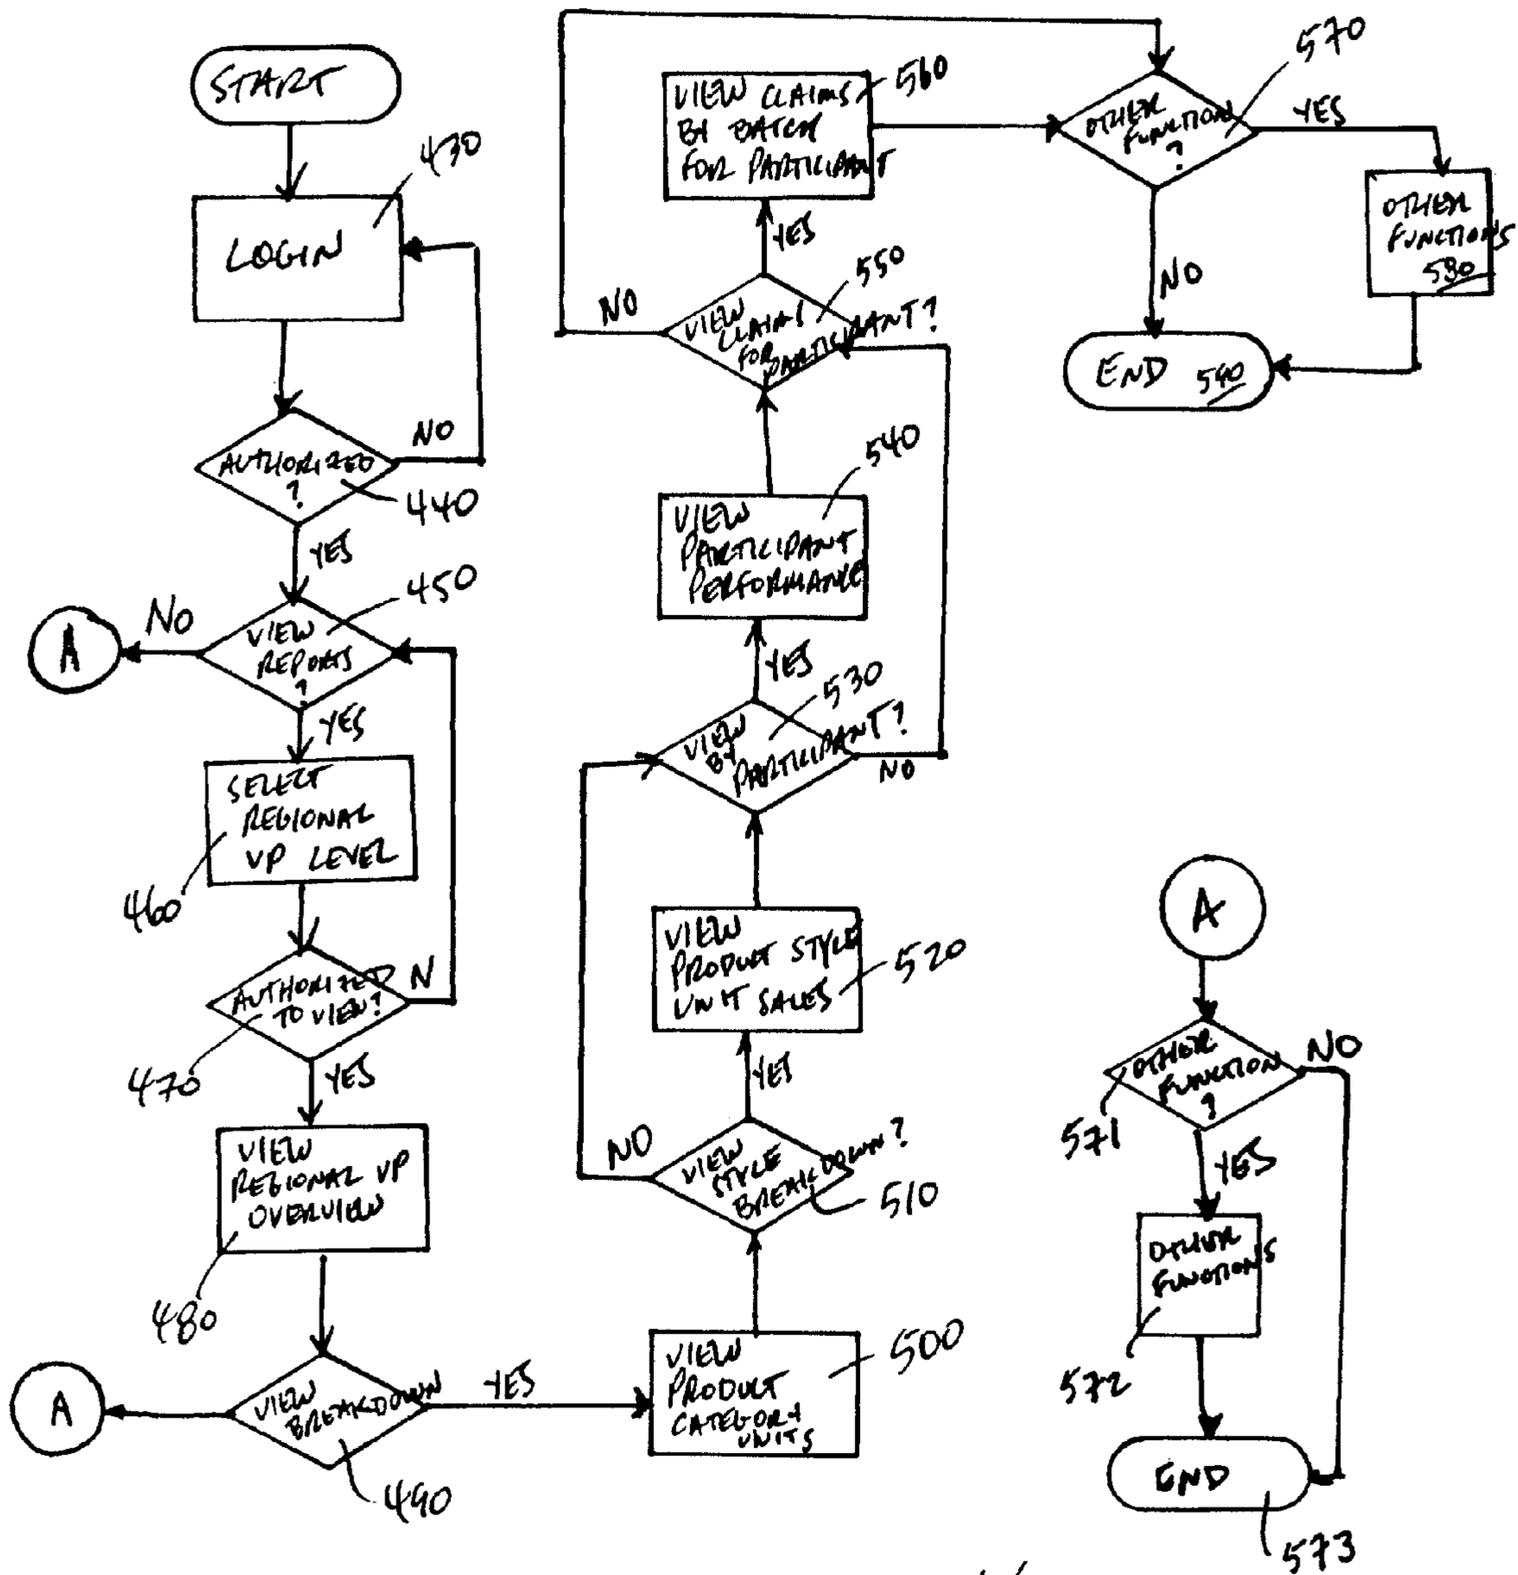 START
430
LOGIN
NO
AUTHORIZED
?
440
YES
450
NO
A
VIEW
REPORTS
?
YES
SELECT
REGIONAL
VP LEVEL
460
N
AUTHORIZED
TO VIEW?
470
YES
VIEW
REGIONAL VP
OVERVIEW
480
A
VIEW
BREAKDOWN
YES
490
VIEW
PRODUCT
CATEGORY
UNITS
500
NO
VIEW
STYLE
BREAKDOWN?
510
YES
VIEW
PRODUCT STYLE
UNIT SALES
520
VIEW
BY
PARTICIPANT?
530
NO
YES
VIEW
PARTICIPANT
PERFORMANCE
540
NO
VIEW
CLAIMS
FOR
PARTICIPANT?
550
YES
VIEW CLAIMS
BY BATCH
FOR PARTICIPANT
560
OTHER
FUNCTION
?
570
YES
OTHER
FUNCTIONS
580
NO
END 590
A
OTHER
FUNCTION
?
571
NO
YES
OTHER
FUNCTIONS
572
END
573